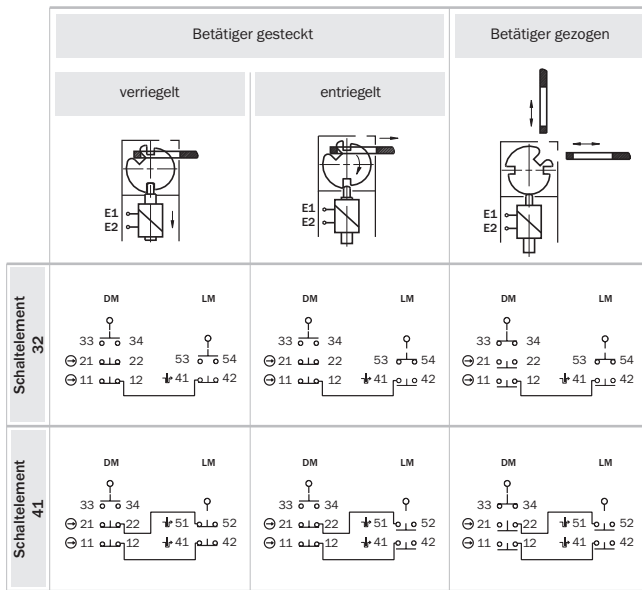 Betätiger gesteckt Betätiger gezogen
verriegelt entriegelt
E1 E1 E1
E2 E2 E2
Schaltelement 32
DM LM DM LM DM LM
33 34 33 34 33 34
21 22 53 54 21 22 53 54 21 22 53 54
11 12 41 42 11 12 41 42 11 12 41 42
Schaltelement 41
DM LM DM LM DM LM
33 34 33 34 33 34
21 22 51 52 21 22 51 52 21 22 51 52
11 12 41 42 11 12 41 42 11 12 41 42